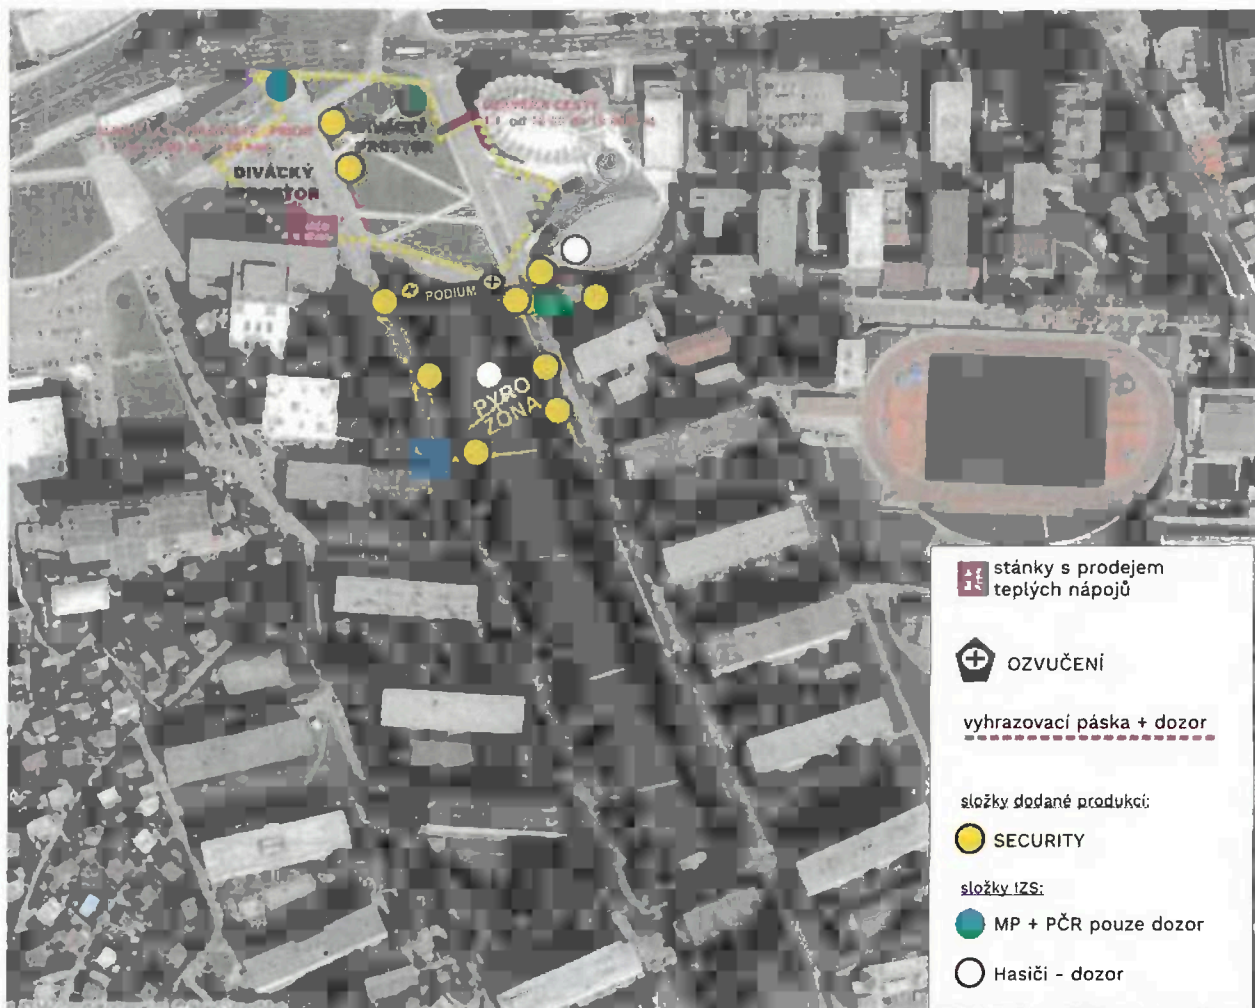 DIVÁCKÝ
PROSTOR
DIVÁCKÝ
PROSTOR
PODIUM
PYRO
ZÓNA
stánky s prodejem
teplých nápojů
OZVUČENÍ
vyhrazovací páska + dozor
složky dodané produkcí:
SECURITY
složky IZS:
MP + PČR pouze dozor
Hasiči - dozor